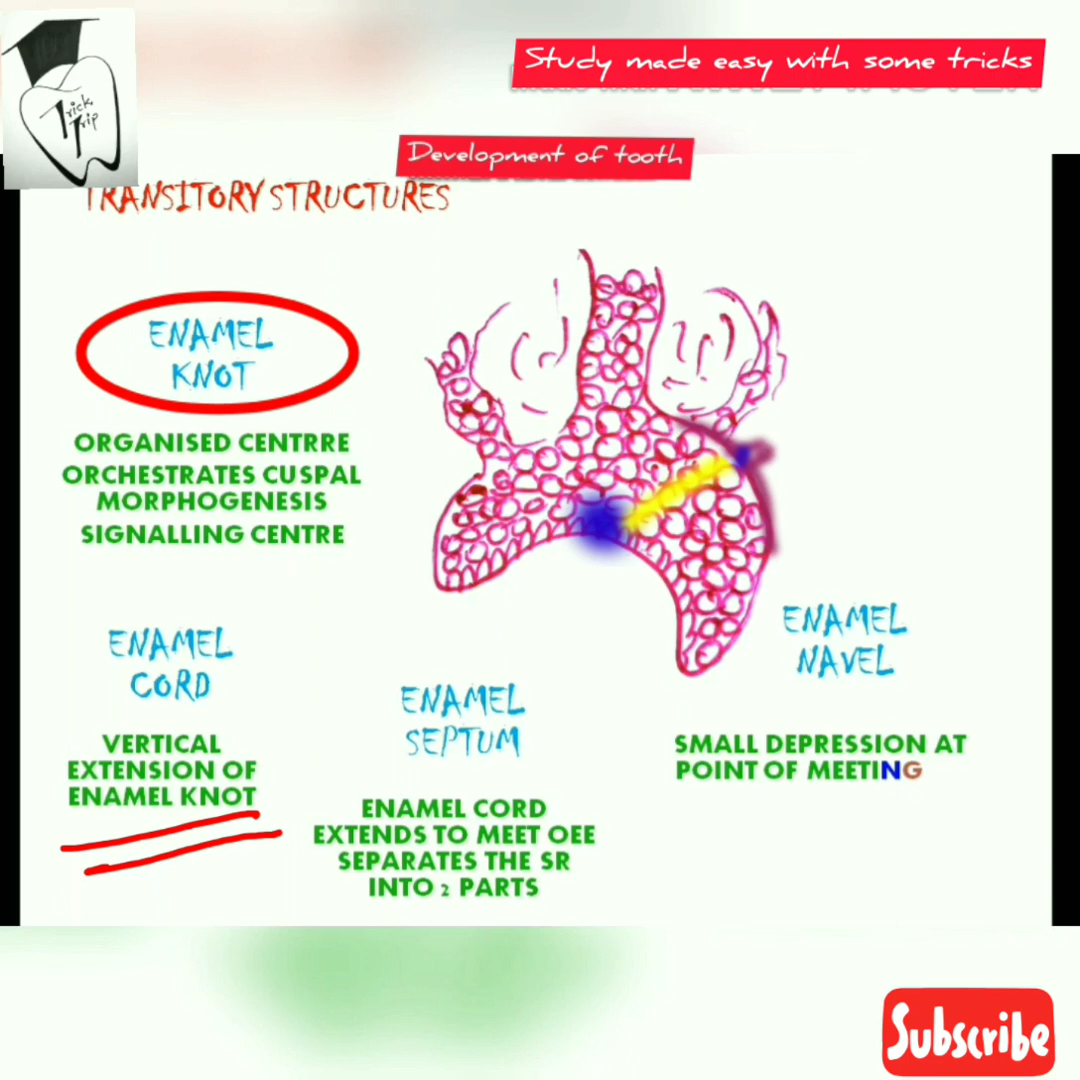 Trick
Trip
Study made easy with some tricks
Development of tooth
TRANSITORY STRUCTURES
ENAMEL
KNOT
ORGANISED CENTRRE
ORCHESTRATES CUSPAL
MORPHOGENESIS
SIGNALLING CENTRE
ENAMEL
CORD
VERTICAL
EXTENSION OF
ENAMEL KNOT
ENAMEL
SEPTUM
ENAMEL CORD
EXTENDS TO MEET OEE
SEPARATES THE SR
INTO 2 PARTS
ENAMEL
NAVEL
SMALL DEPRESSION AT
POINT OF MEETING
Subscribe